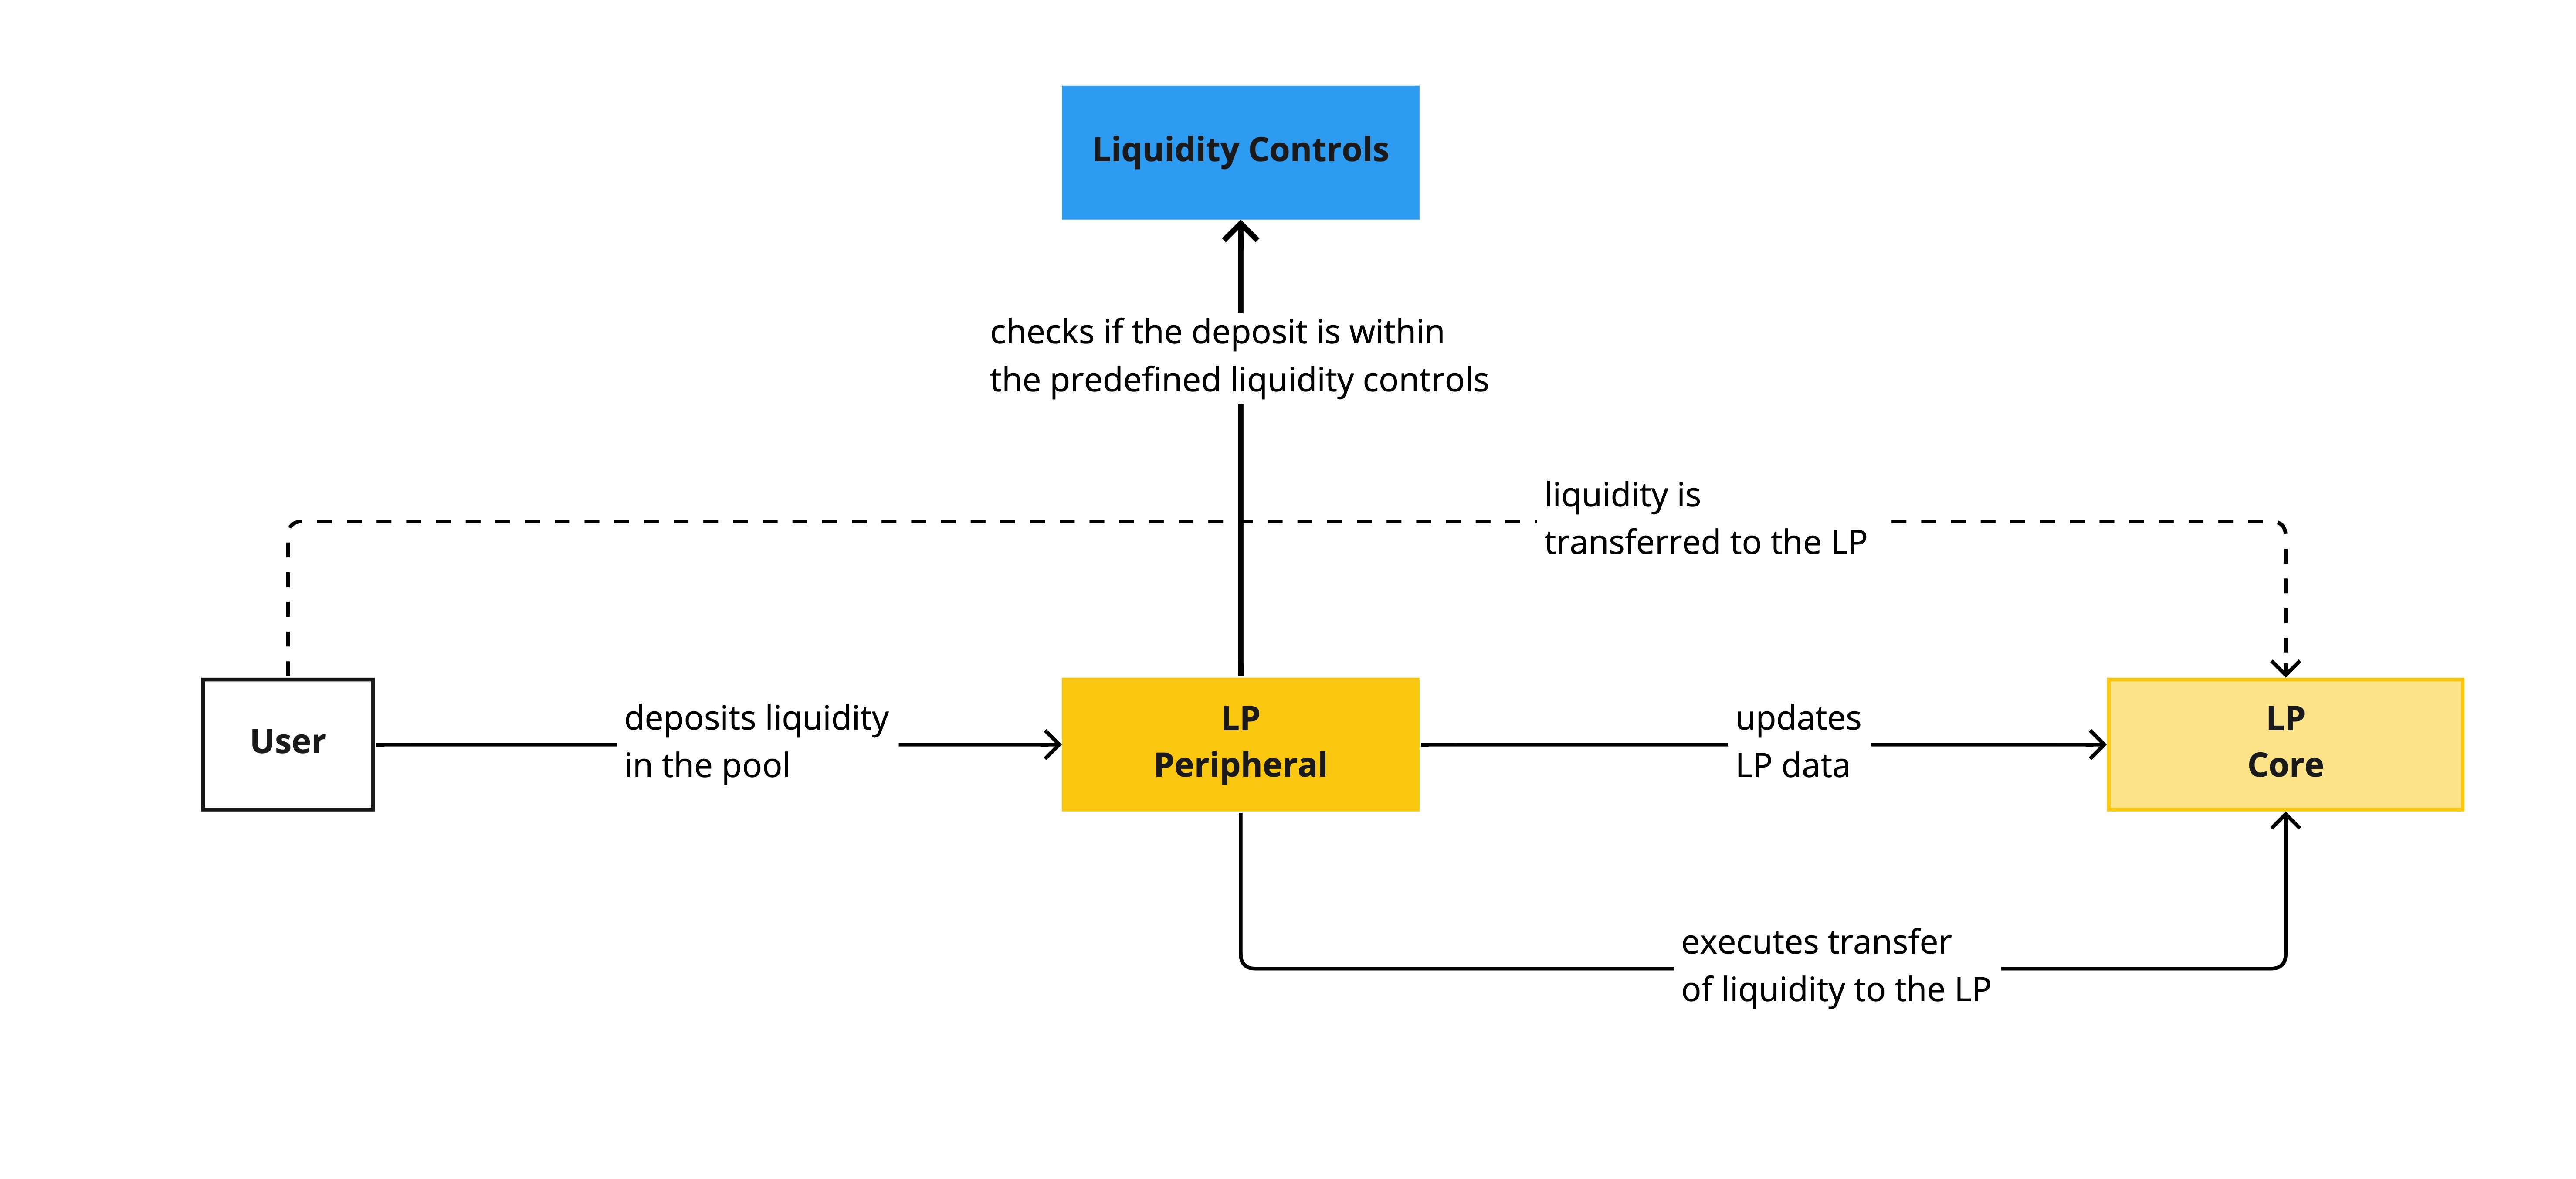 Liquidity Controls
checks if the deposit is within
the predefined liquidity controls
liquidity is
transferred to the LP
User
deposits liquidity
in the pool
LP
Peripheral
updates
LP data
LP
Core
executes transfer
of liquidity to the LP